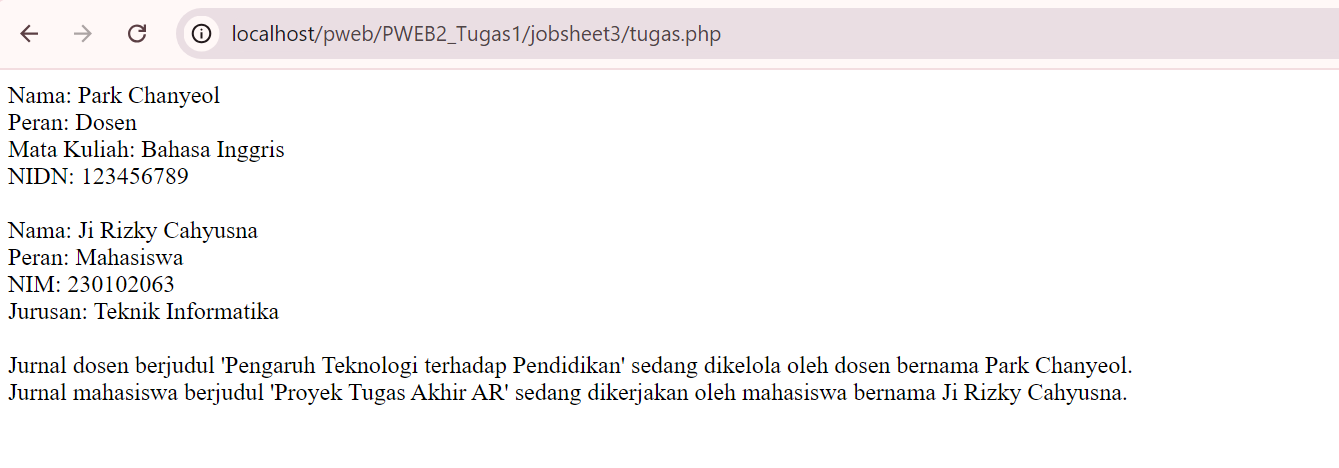 localhost/pweb/PWEB2_Tugas1/jobsheet3/tugas.php
Nama: Park Chanyeol
Peran: Dosen
Mata Kuliah: Bahasa Inggris
NIDN: 123456789
Nama: Ji Rizky Cahyusna
Peran: Mahasiswa
NIM: 230102063
Jurusan: Teknik Informatika
Jurnal dosen berjudul 'Pengaruh Teknologi terhadap Pendidikan' sedang dikelola oleh dosen bernama Park Chanyeol.
Jurnal mahasiswa berjudul 'Proyek Tugas Akhir AR' sedang dikerjakan oleh mahasiswa bernama Ji Rizky Cahyusna.